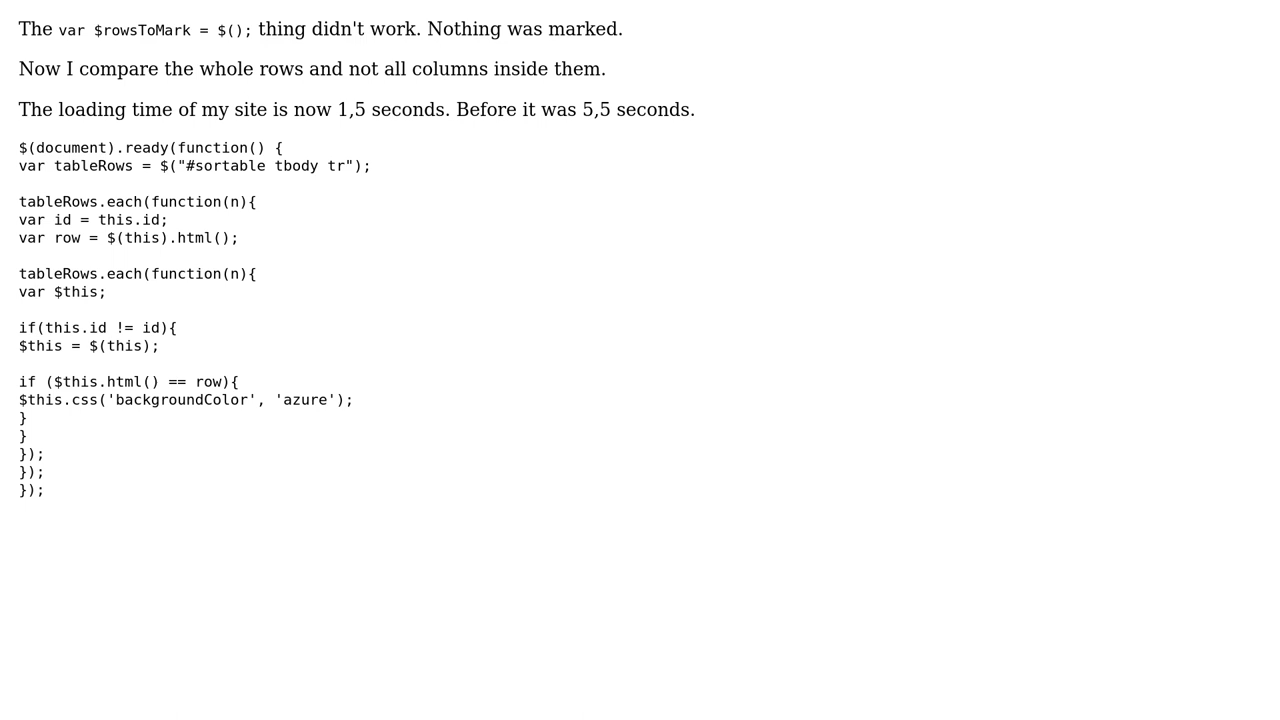 The var $rowsToMark = $(); thing didn't work. Nothing was marked.
Now I compare the whole rows and not all columns inside them.
The loading time of my site is now 1,5 seconds. Before it was 5,5 seconds.
$(document).ready(function() {
var tableRows = $("#sortable tbody tr");
tableRows.each(function(n){
var id = this.id;
var row = $(this).html();
tableRows.each(function(n){
var $this;
if(this.id != id){
$this = $(this);
if ($this.html() == row){
$this.css('backgroundColor', 'azure');
}
}
});
});
});